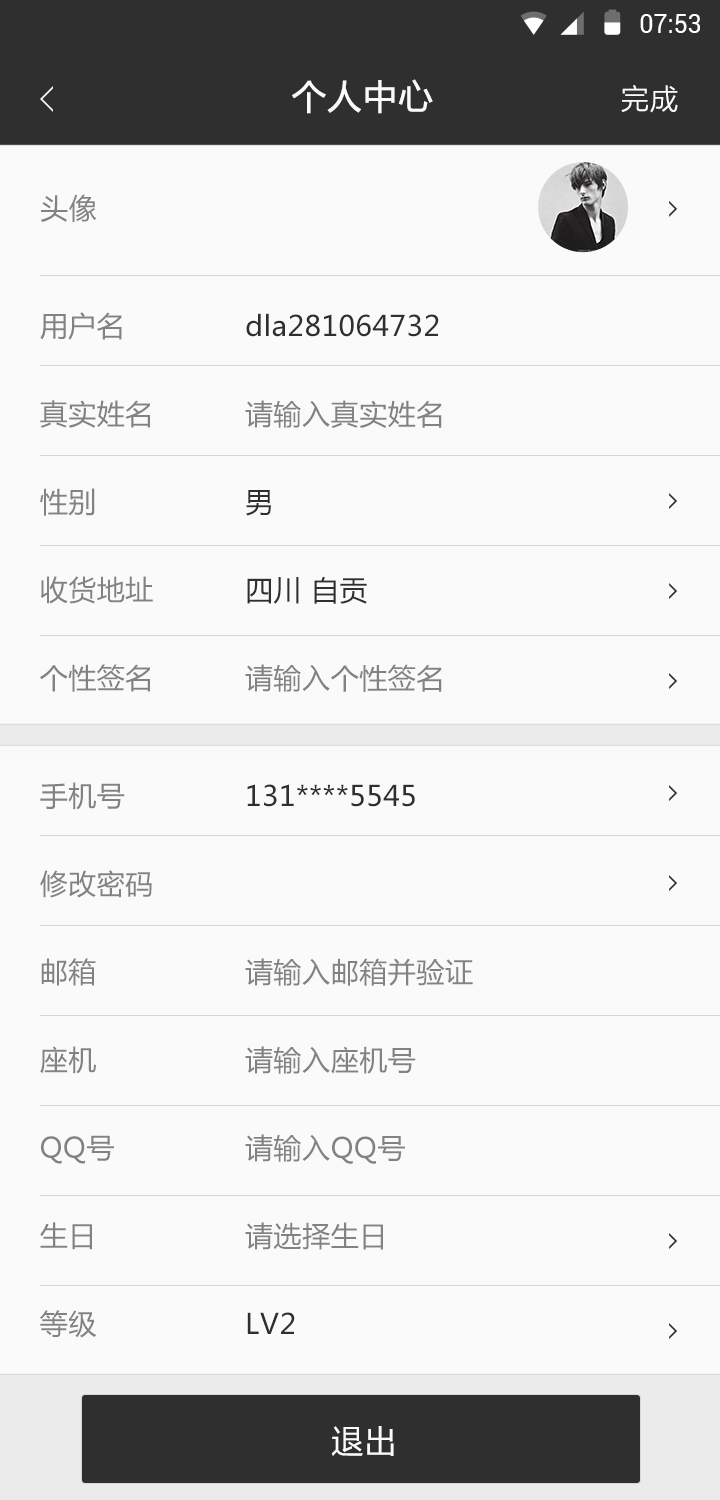 07:53
个人中心 完成
头像
用户名 dla281064732
真实姓名 请输入真实姓名
性别 男
收货地址 四川 自贡
个性签名 请输入个性签名
手机号 131****5545
修改密码
邮箱 请输入邮箱并验证
座机 请输入座机号
QQ号 请输入QQ号
生日 请选择生日
等级 LV2
退出